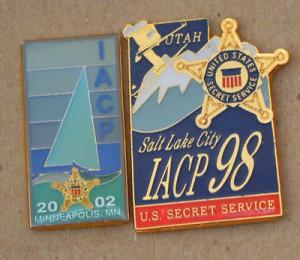 IACP
20 02
MINNEAPOLIS, MN
UTAH
UNITED STATES
SECRET SERVICE
Salt Lake City
IACP 98
U.S. SECRET SERVICE